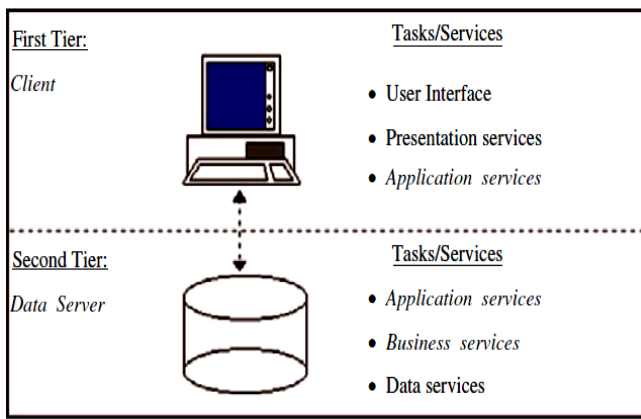 First Tier:
Client
Tasks/Services
• User Interface
• Presentation services
• Application services
Second Tier:
Data Server
Tasks/Services
• Application services
• Business services
• Data services